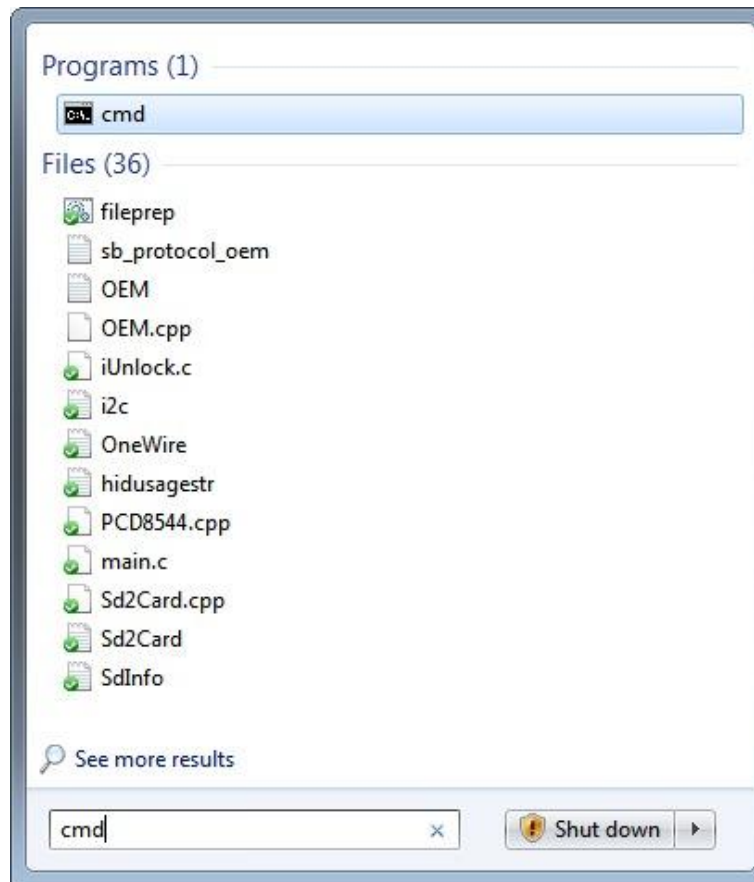 Programs (1)
cmd
Files (36)
fileprep
sb_protocol_oem
OEM
OEM.cpp
iUnlock.c
i2c
OneWire
hidusagestr
PCD8544.cpp
main.c
Sd2Card.cpp
Sd2Card
SdInfo
See more results
cmd
Shut down